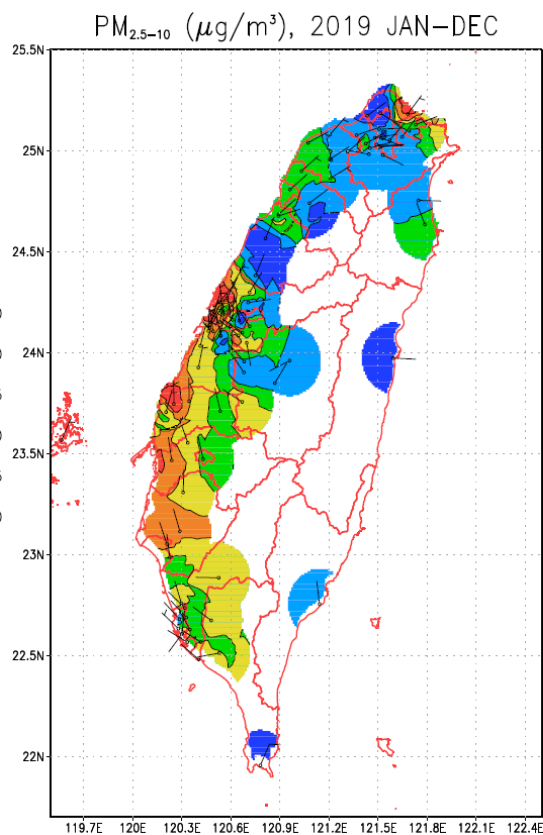 PM2.5-10 (μg/m³), 2019 JAN-DEC
25.5N
25N
24.5N
24N
23.5N
23N
22.5N
22N
119.7E 120E 120.3E 120.6E 120.9E 121.2E 121.5E 121.8E 122.1E 122.4E